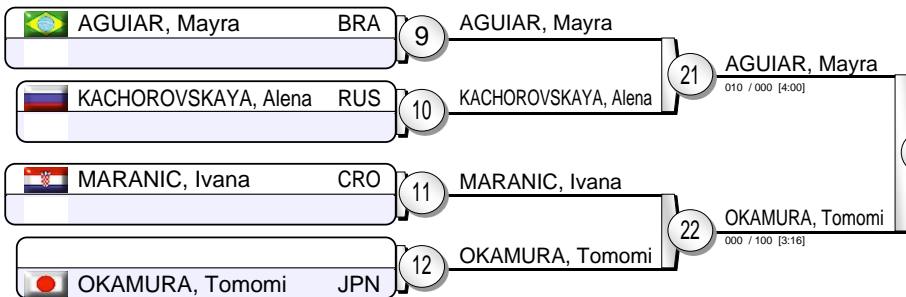 AGUIAR, Mayra BRA
9
AGUIAR, Mayra
KACHOROVSKAYA, Alena RUS
10
KACHOROVSKAYA, Alena
21
AGUIAR, Mayra
010 / 000 [4:00]
MARANIC, Ivana CRO
11
MARANIC, Ivana
OKAMURA, Tomomi JPN
12
OKAMURA, Tomomi
22
OKAMURA, Tomomi
000 / 100 [3:16]